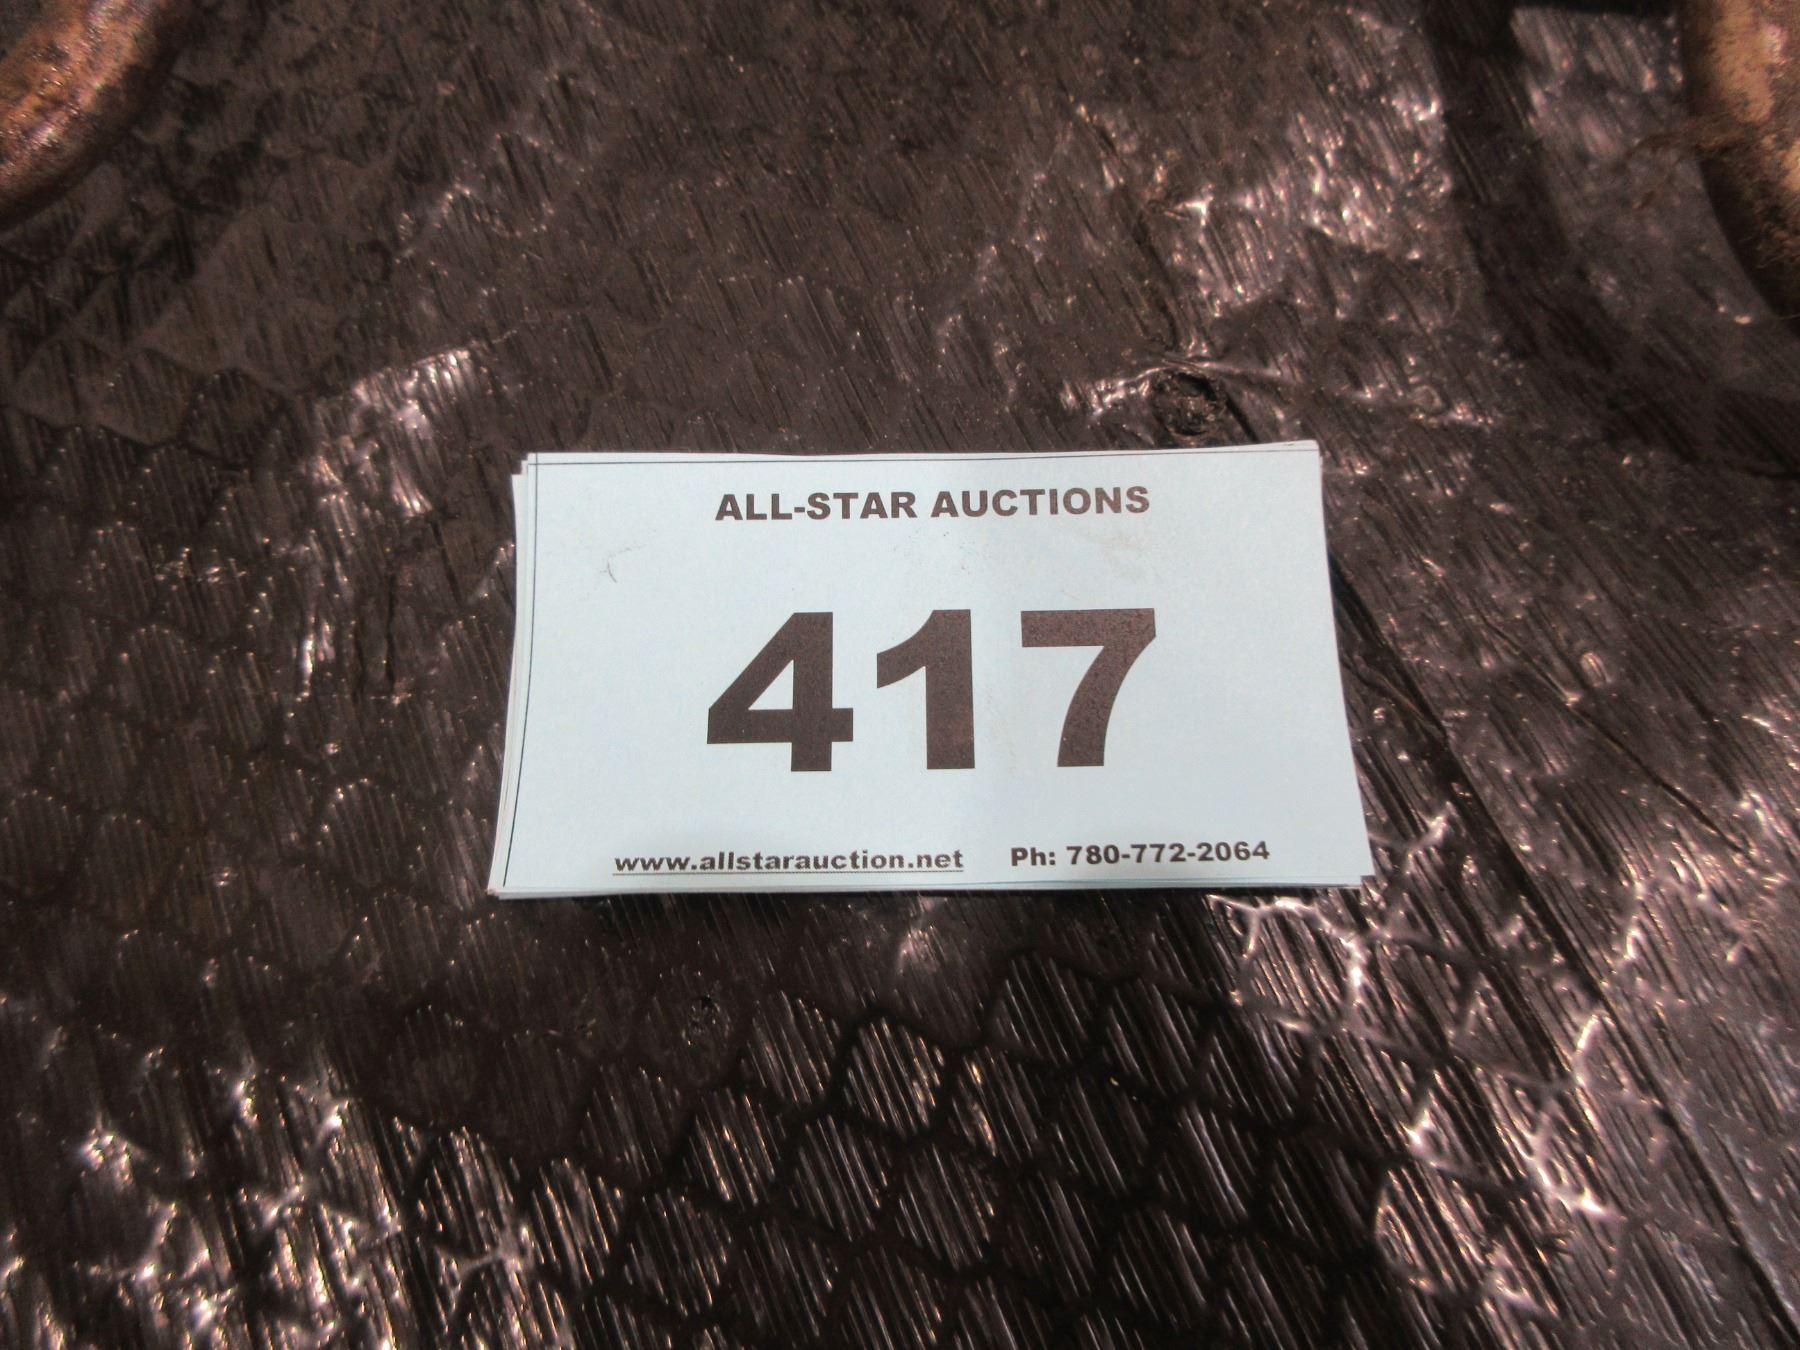 ALL-STAR AUCTIONS
417
www.allstarauction.net Ph: 780-772-2064